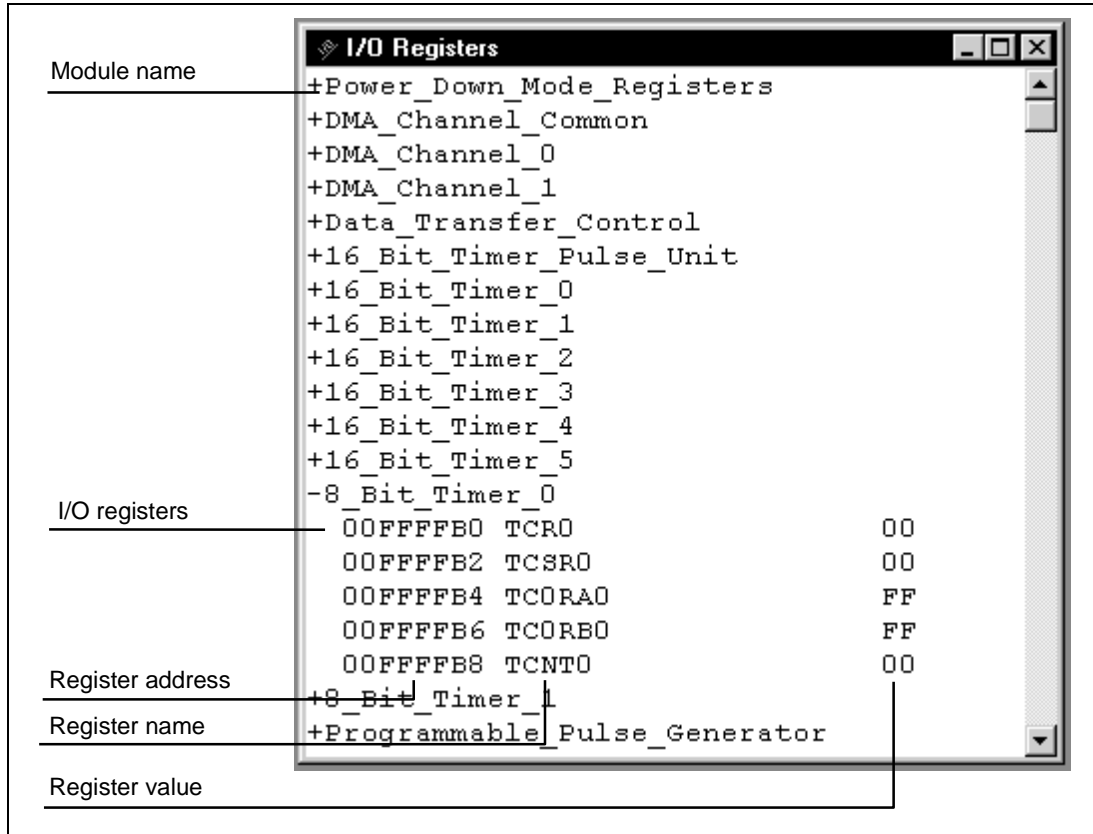 I/O Registers
Module name
+Power_Down_Mode_Registers
+DMA_Channel_Common
+DMA_Channel_0
+DMA_Channel_1
+Data_Transfer_Control
+16_Bit_Timer_Pulse_Unit
+16_Bit_Timer_0
+16_Bit_Timer_1
+16_Bit_Timer_2
+16_Bit_Timer_3
+16_Bit_Timer_4
+16_Bit_Timer_5
-8_Bit_Timer_0
I/O registers
00FFFFB0 TCR0 00
00FFFFB2 TCSR0 00
00FFFFB4 TCORA0 FF
00FFFFB6 TCORB0 FF
00FFFFB8 TCNT0 00
Register address
+8_Bit_Timer_1
Register name
+Programmable_Pulse_Generator
Register value